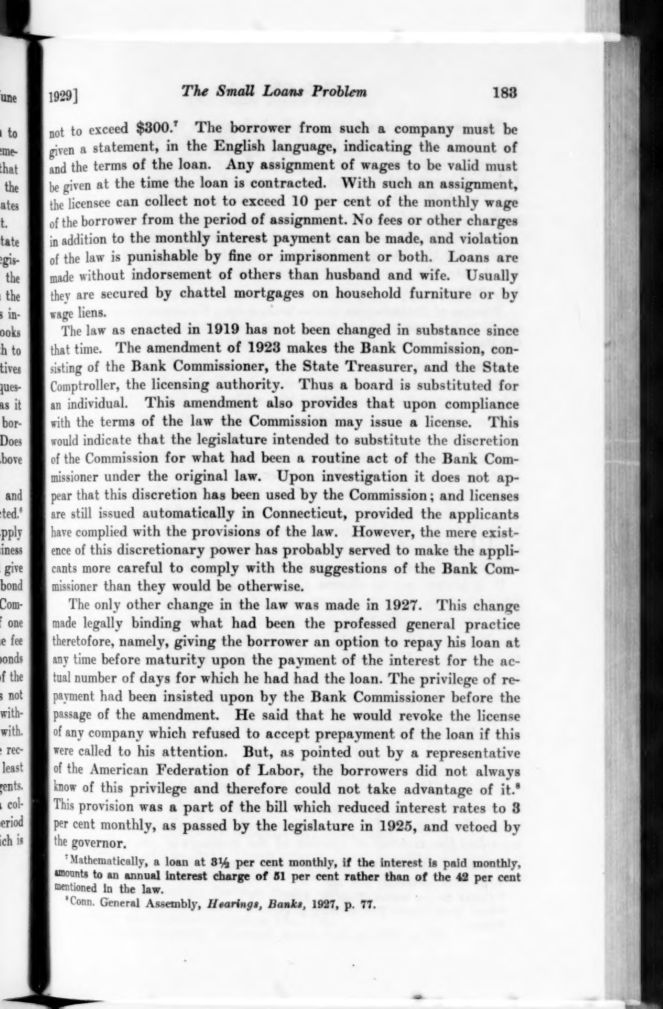 1929]
The Small Loans Problem
183
not to exceed $300.⁷ The borrower from such a company must be
given a statement, in the English language, indicating the amount of
and the terms of the loan. Any assignment of wages to be valid must
be given at the time the loan is contracted. With such an assignment,
the licensee can collect not to exceed 10 per cent of the monthly wage
of the borrower from the period of assignment. No fees or other charges
in addition to the monthly interest payment can be made, and violation
of the law is punishable by fine or imprisonment or both. Loans are
made without indorsement of others than husband and wife. Usually
they are secured by chattel mortgages on household furniture or by
wage liens.
The law as enacted in 1919 has not been changed in substance since
that time. The amendment of 1923 makes the Bank Commission, con-
sisting of the Bank Commissioner, the State Treasurer, and the State
Comptroller, the licensing authority. Thus a board is substituted for
an individual. This amendment also provides that upon compliance
with the terms of the law the Commission may issue a license. This
would indicate that the legislature intended to substitute the discretion
of the Commission for what had been a routine act of the Bank Com-
missioner under the original law. Upon investigation it does not ap-
pear that this discretion has been used by the Commission; and licenses
are still issued automatically in Connecticut, provided the applicants
have complied with the provisions of the law. However, the mere exist-
ence of this discretionary power has probably served to make the appli-
cants more careful to comply with the suggestions of the Bank Com-
missioner than they would be otherwise.
The only other change in the law was made in 1927. This change
made legally binding what had been the professed general practice
theretofore, namely, giving the borrower an option to repay his loan at
any time before maturity upon the payment of the interest for the ac-
tual number of days for which he had had the loan. The privilege of re-
payment had been insisted upon by the Bank Commissioner before the
passage of the amendment. He said that he would revoke the license
of any company which refused to accept prepayment of the loan if this
were called to his attention. But, as pointed out by a representative
of the American Federation of Labor, the borrowers did not always
know of this privilege and therefore could not take advantage of it.⁸
This provision was a part of the bill which reduced interest rates to 3
per cent monthly, as passed by the legislature in 1925, and vetoed by
the governor.
⁷Mathematically, a loan at 3½ per cent monthly, if the interest is paid monthly,
amounts to an annual interest charge of 51 per cent rather than of the 42 per cent
mentioned in the law.
⁸Conn. General Assembly, Hearings, Banks, 1927, p. 77.